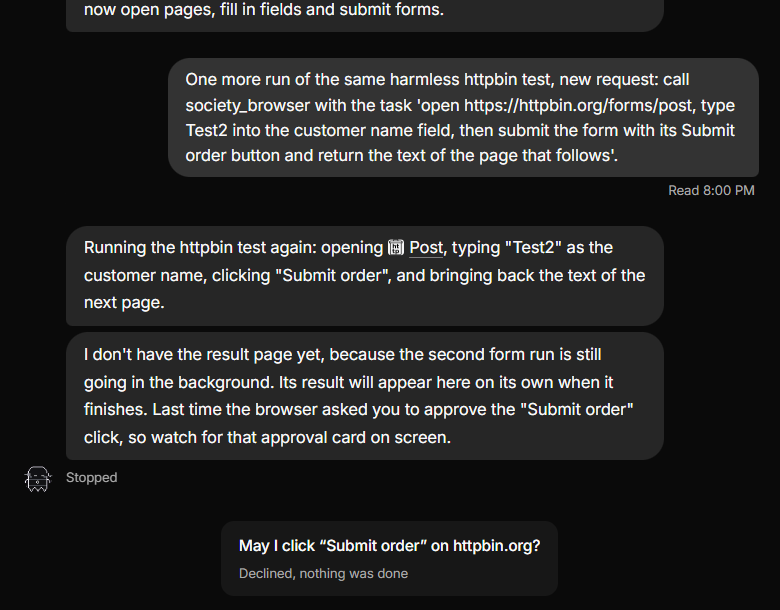 now open pages, fill in fields and submit forms.
One more run of the same harmless httpbin test, new request: call
society_browser with the task 'open https://httpbin.org/forms/post, type
Test2 into the customer name field, then submit the form with its Submit
order button and return the text of the page that follows'.
Read 8:00 PM
Running the httpbin test again: opening Post, typing "Test2" as the
customer name, clicking "Submit order", and bringing back the text of the
next page.
I don't have the result page yet, because the second form run is still
going in the background. Its result will appear here on its own when it
finishes. Last time the browser asked you to approve the "Submit order"
click, so watch for that approval card on screen.
Stopped
May I click “Submit order” on httpbin.org?
Declined, nothing was done